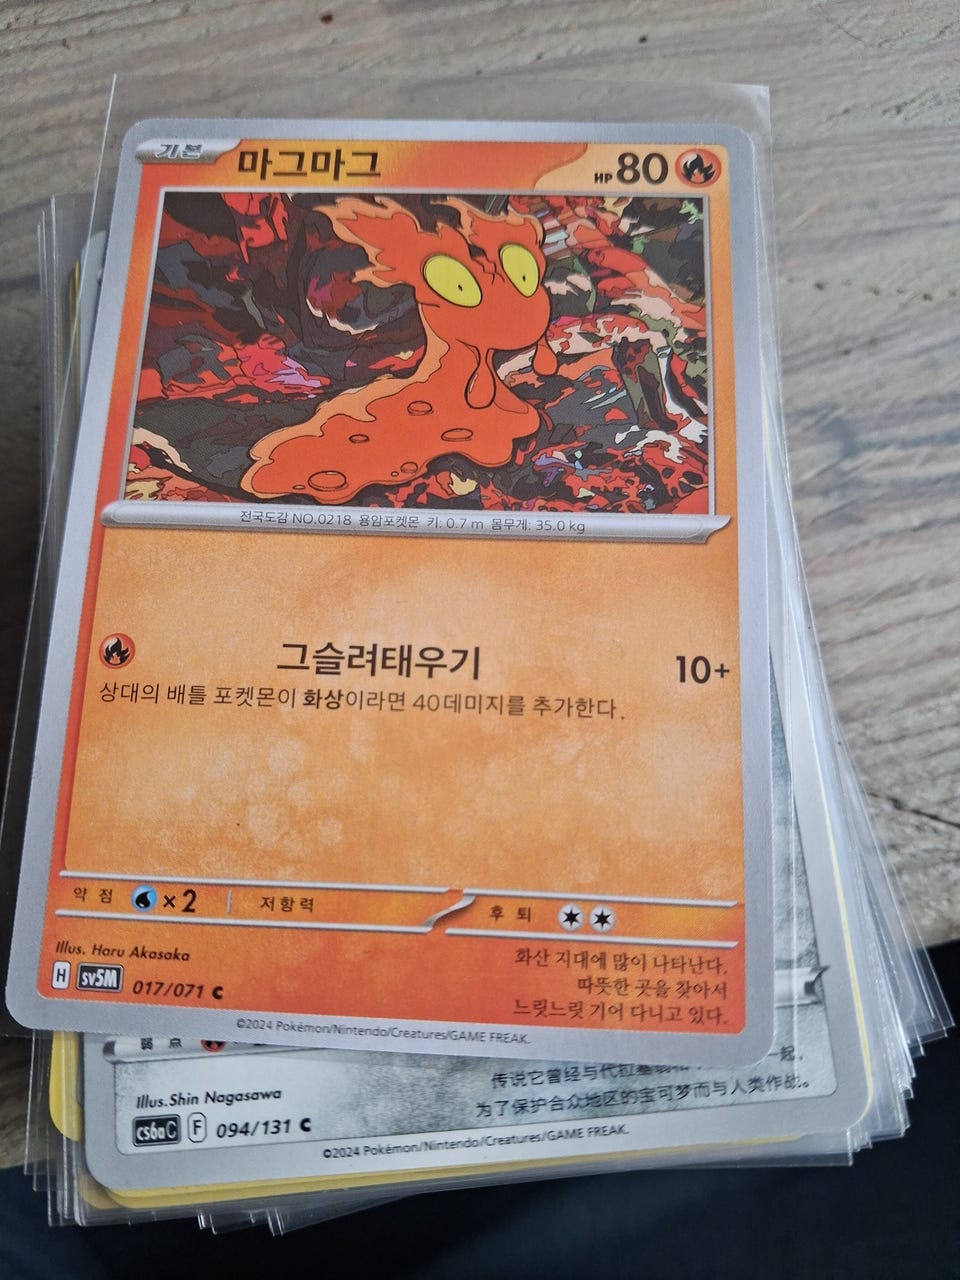 기본 마그마그 HP 80
전국도감 NO.0218 용암포켓몬 키: 0.7 m 몸무게: 35.0 kg
그슬려태우기 10+
상대의 배틀 포켓몬이 화상이라면 40데미지를 추가한다.
약점 ×2 저항력 후퇴
Illus. Haru Akasaka
H sv5M 017/071 C
화산 지대에 많이 나타난다.
따뜻한 곳을 찾아서
느릿느릿 기어 다니고 있다.
©2024 Pokémon/Nintendo/Creatures/GAME FREAK.
弱点
起,
传说它曾经与代拉基翁和
为了保护合众地区的宝可梦而与人类作战。
Illus.Shin Nagasawa
cs6aC F 094/131 C
©2024 Pokémon/Nintendo/Creatures/GAME FREAK.